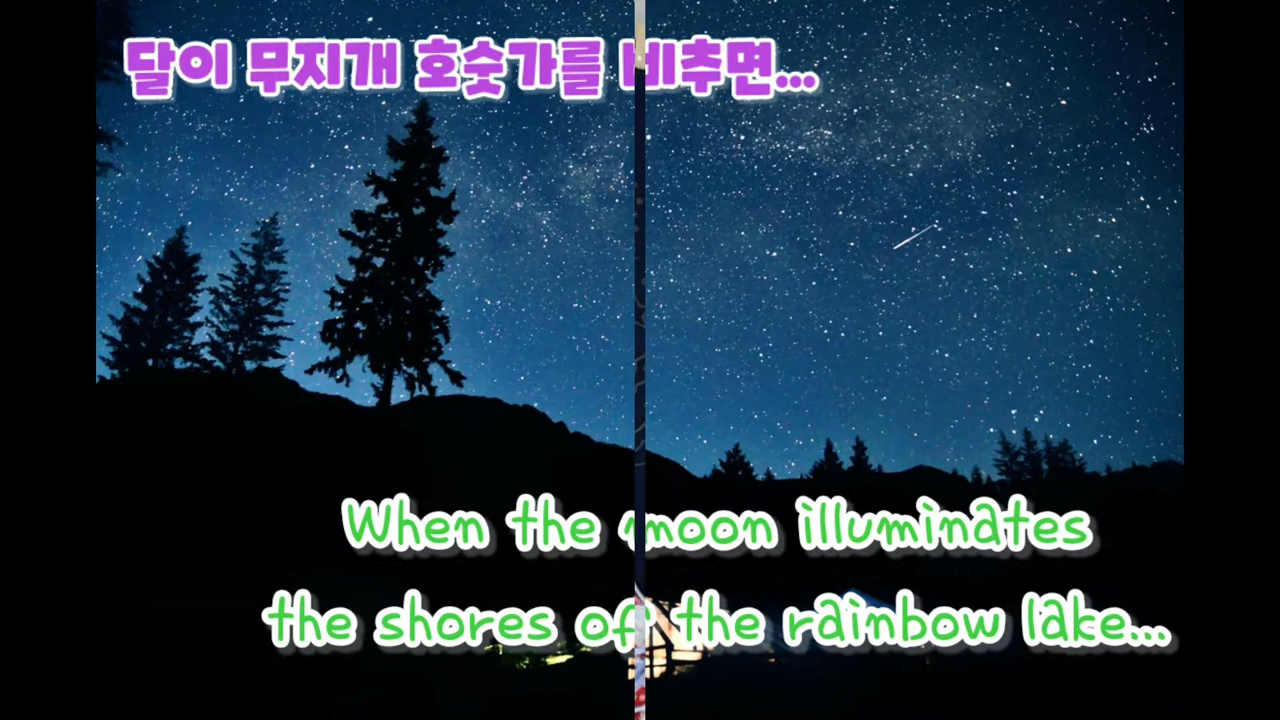 달이 무지개 호숫가를 비추면...
When the moon illuminates
the shores of the rainbow lake...